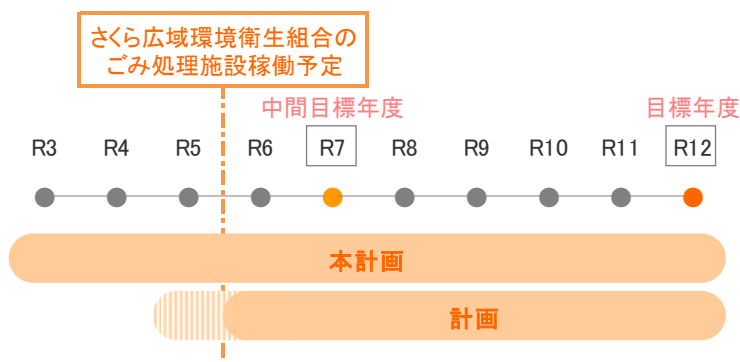 さくら広域環境衛生組合の
ごみ処理施設稼働予定
中間目標年度
目標年度
R3 R4 R5 R6 R7 R8 R9 R10 R11 R12
本計画
計画